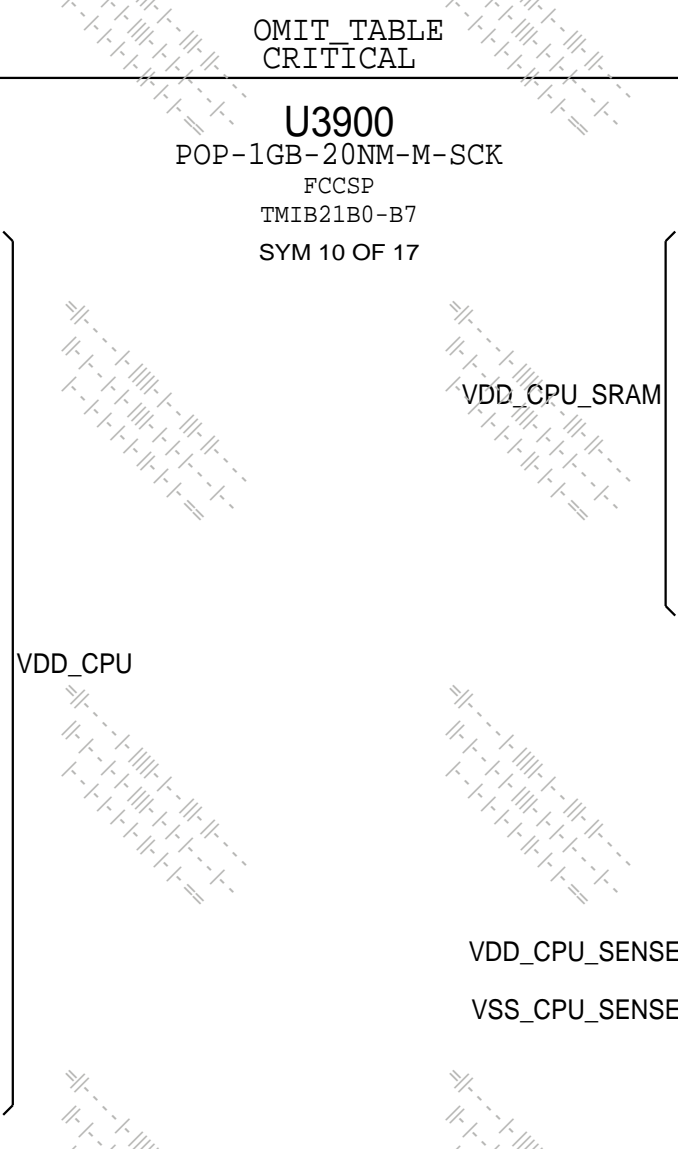 OMIT_TABLE
CRITICAL
U3900
POP-1GB-20NM-M-SCK
FCCSP
TMIB21B0-B7
SYM 10 OF 17
VDD_CPU_SRAM
VDD_CPU
VDD_CPU_SENSE
VSS_CPU_SENSE